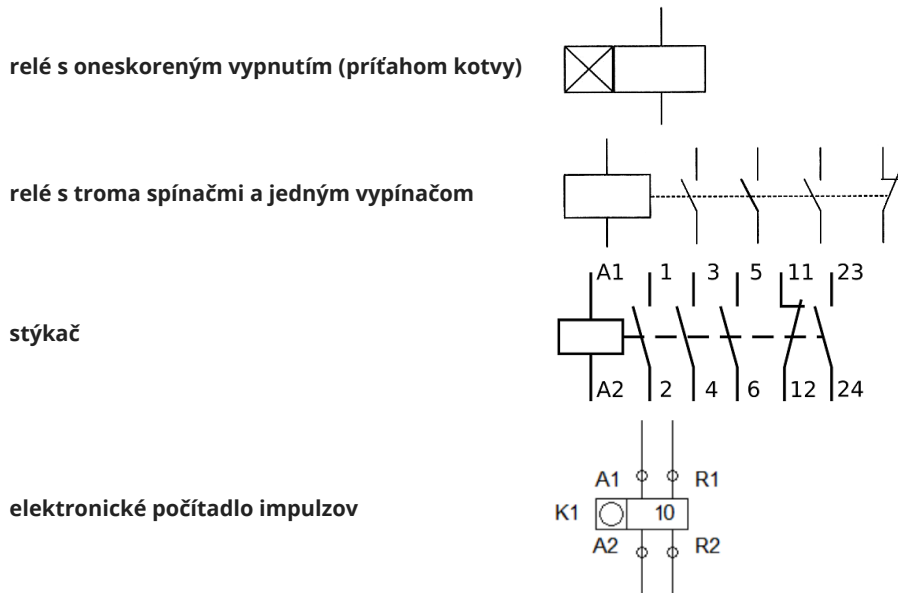 relé s oneskoreným vypnutím (príťahom kotvy)
relé s troma spínačmi a jedným vypínačom
A1 1 3 5 11 23
stýkač
A2 2 4 6 12 24
A1 R1
elektronické počítadlo impulzov
K1 10
A2 R2